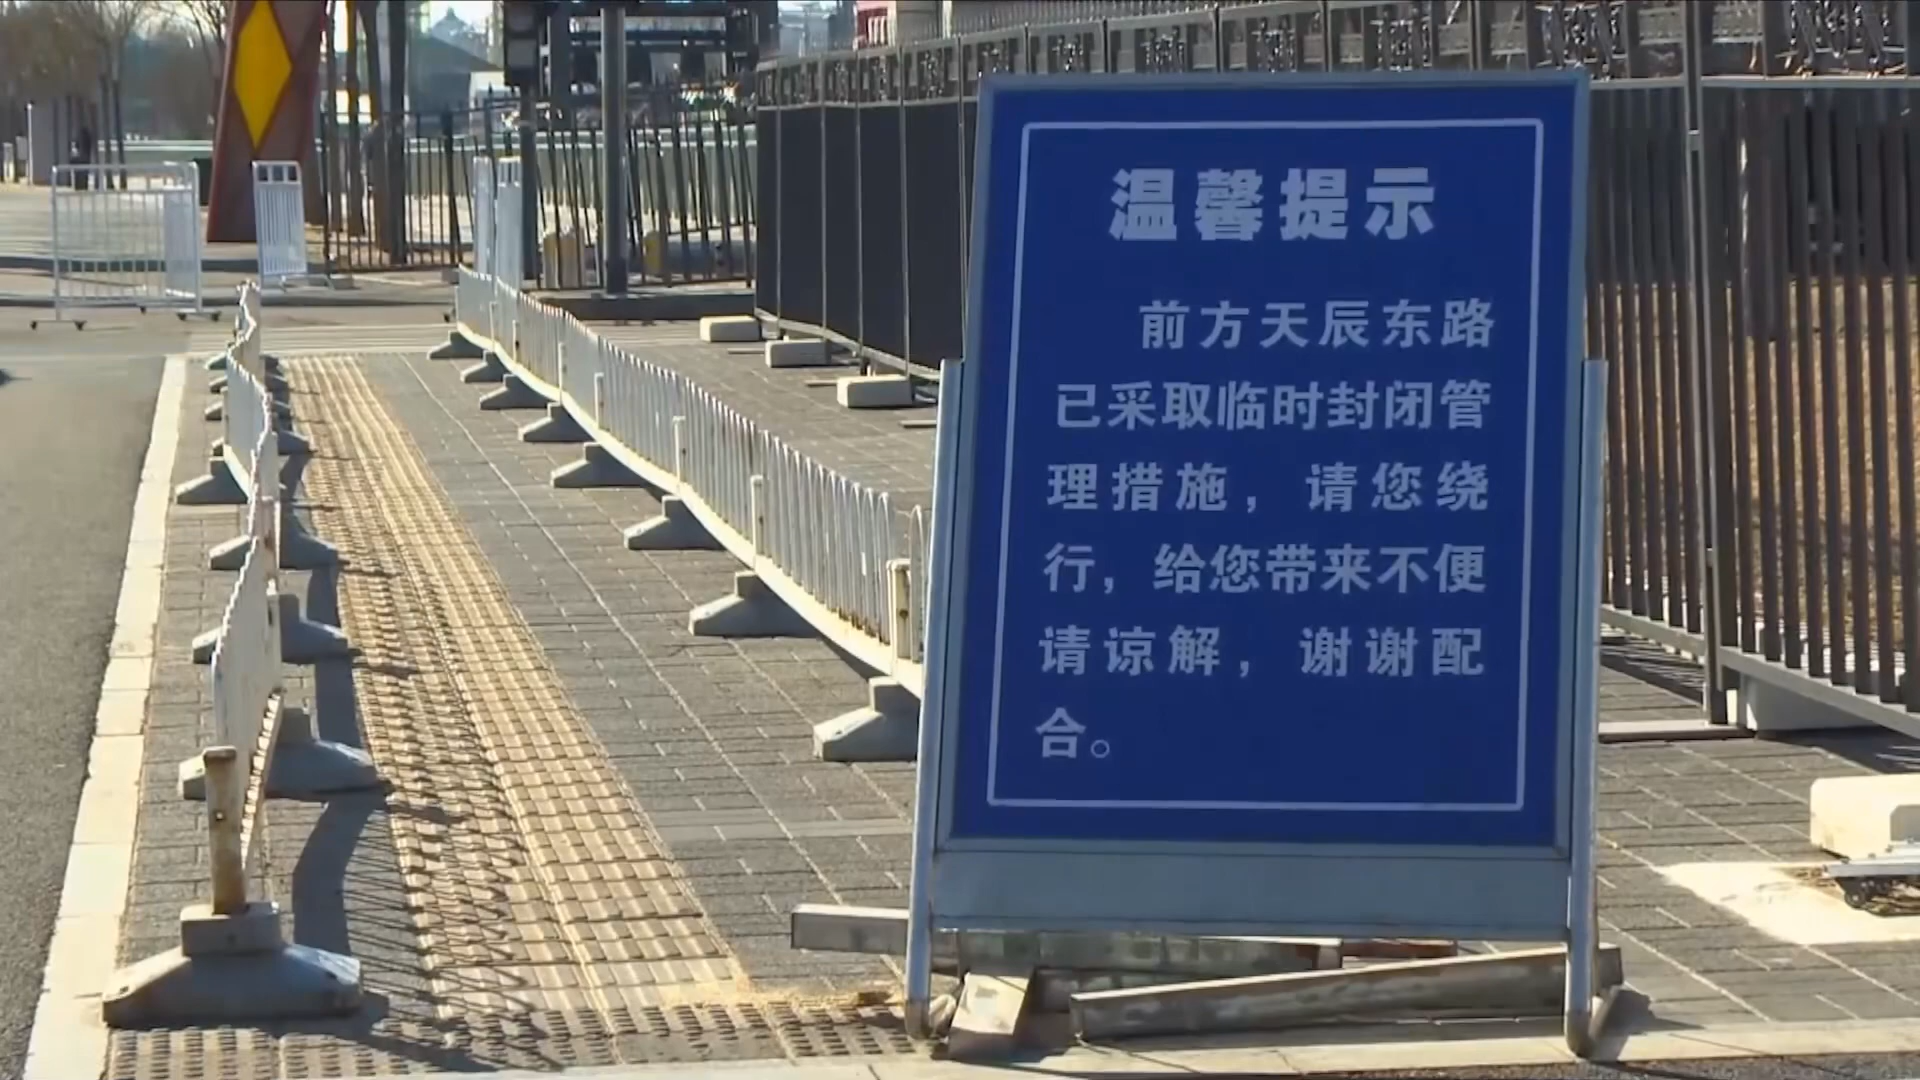 温馨提示
前方天辰东路
已采取临时封闭管
理措施，请您绕
行，给您带来不便
请谅解，谢谢配
合。